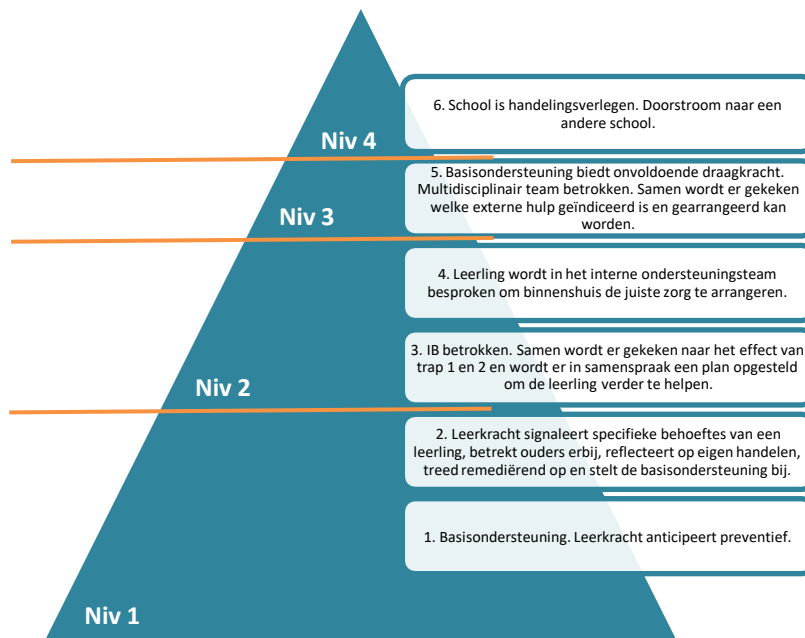 6. School is handelingsverlegen. Doorstroom naar een
andere school.
Niv 4
5. Basisondersteuning biedt onvoldoende draagkracht.
Multidisciplinair team betrokken. Samen wordt er gekeken
welke externe hulp geïndiceerd is en gearrangeerd kan
worden.
Niv 3
4. Leerling wordt in het interne ondersteuningsteam
besproken om binnenshuis de juiste zorg te arrangeren.
3. IB betrokken. Samen wordt er gekeken naar het effect van
trap 1 en 2 en wordt er in samenspraak een plan opgesteld
om de leerling verder te helpen.
Niv 2
2. Leerkracht signaleert specifieke behoeftes van een
leerling, betrekt ouders erbij, reflecteert op eigen handelen,
treed remediërend op en stelt de basisondersteuning bij.
1. Basisondersteuning. Leerkracht anticipeert preventief.
Niv 1